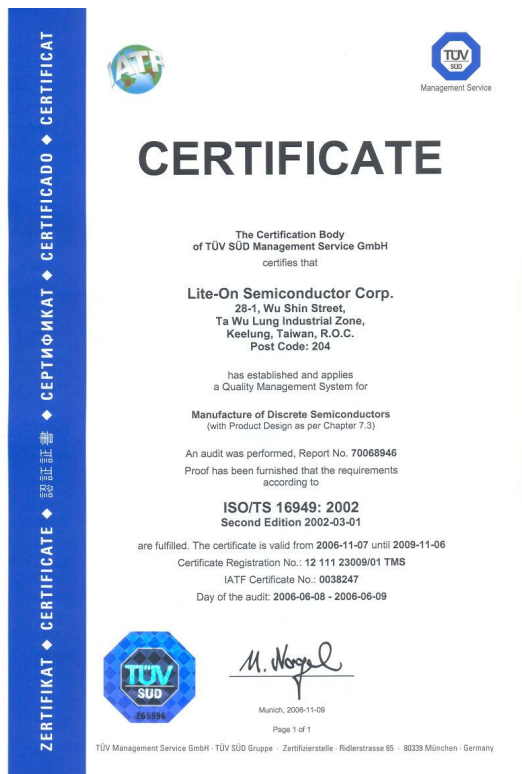 ZERTIFIKAT ◆ CERTIFICATE ◆ 認証証書 ◆ СЕРТИФИКАТ ◆ CERTIFICADO ◆ CERTIFICAT
IATF
TÜV
SÜD
Management Service
CERTIFICATE
The Certification Body
of TÜV SÜD Management Service GmbH
certifies that
Lite-On Semiconductor Corp.
28-1, Wu Shin Street,
Ta Wu Lung Industrial Zone,
Keelung, Taiwan, R.O.C.
Post Code: 204
has established and applies
a Quality Management System for
Manufacture of Discrete Semiconductors
(with Product Design as per Chapter 7.3)
An audit was performed, Report No. 70068946
Proof has been furnished that the requirements
according to
ISO/TS 16949: 2002
Second Edition 2002-03-01
are fulfilled. The certificate is valid from 2006-11-07 until 2009-11-06
Certificate Registration No.: 12 111 23009/01 TMS
IATF Certificate No.: 0038247
Day of the audit: 2006-06-08 - 2006-06-09
TÜV
SÜD
265596
M. Nagel
Munich, 2006-11-09
Page 1 of 1
TÜV Management Service GmbH · TÜV SÜD Gruppe · Zertifizierstelle · Ridlerstrasse 65 · 80339 München · Germany